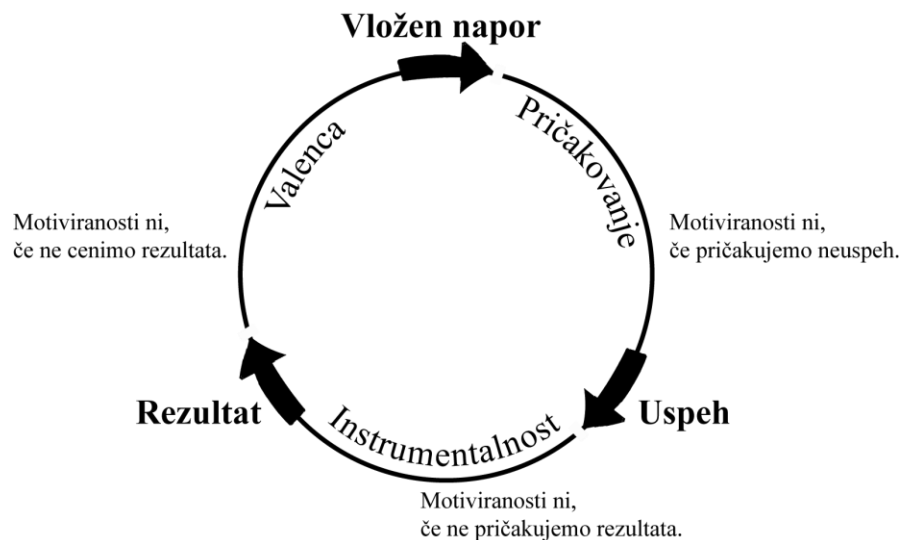 Vložen napor
Pričakovanje
Motiviranosti ni,
če pričakujemo neuspeh.
Uspeh
Instrumentalnost
Motiviranosti ni,
če ne pričakujemo rezultata.
Rezultat
Valenca
Motiviranosti ni,
če ne cenimo rezultata.